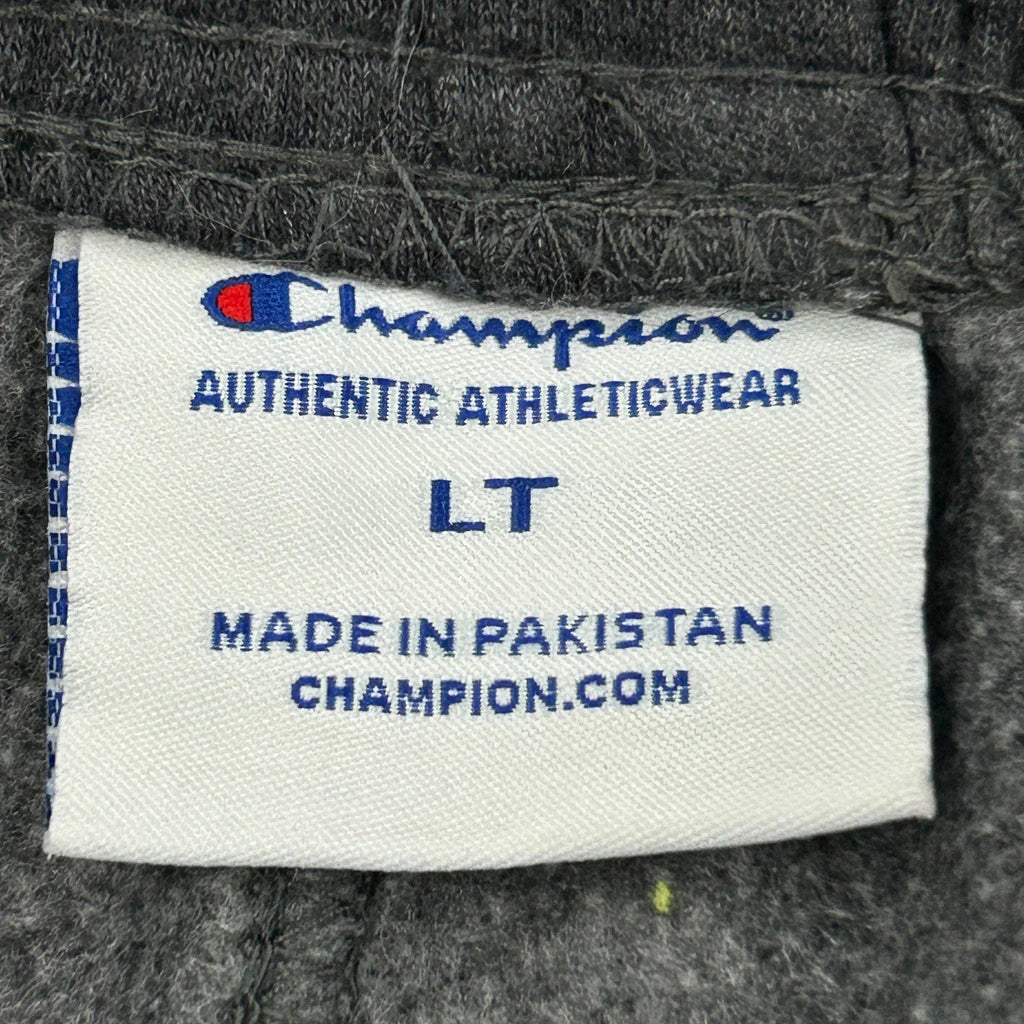 Champion
AUTHENTIC ATHLETICWEAR
LT
MADE IN PAKISTAN
CHAMPION.COM